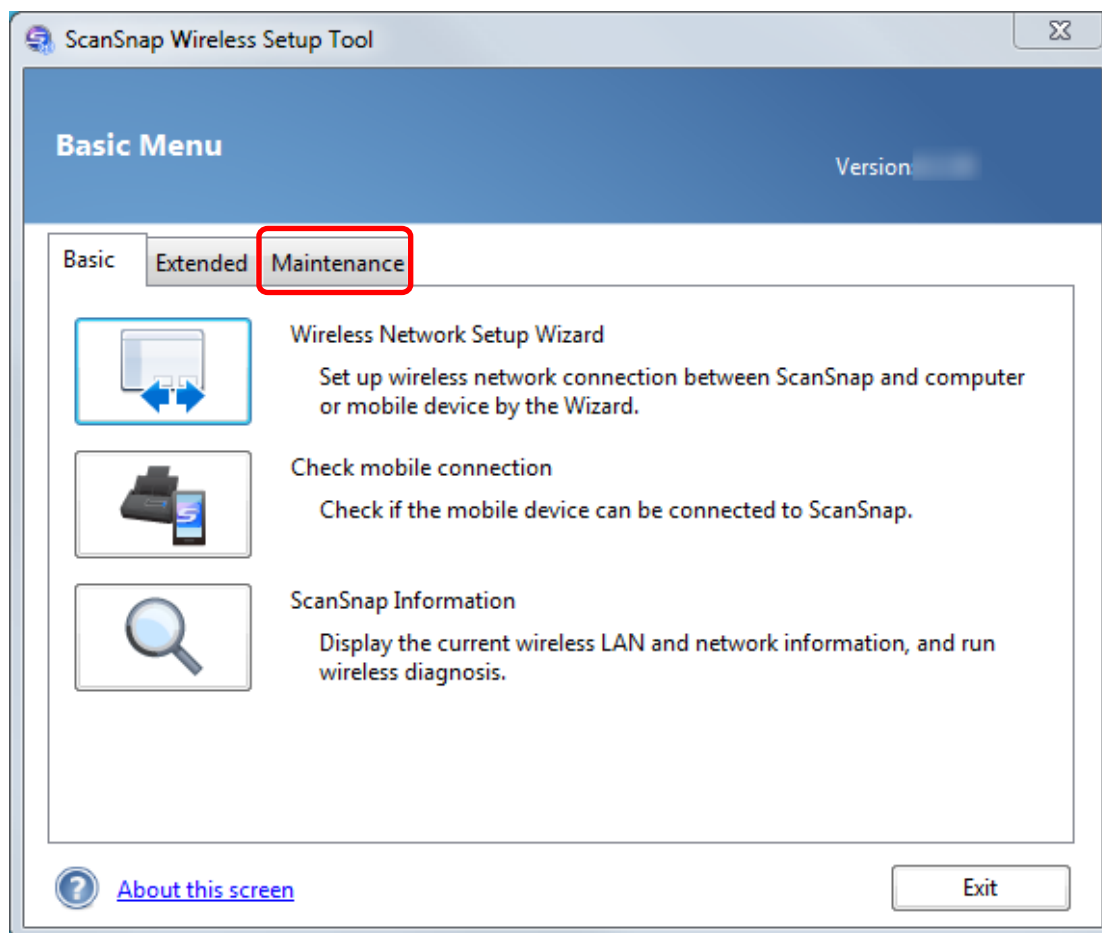 ScanSnap Wireless Setup Tool
Basic Menu
Version:
Basic Extended Maintenance
Wireless Network Setup Wizard
Set up wireless network connection between ScanSnap and computer
or mobile device by the Wizard.
Check mobile connection
Check if the mobile device can be connected to ScanSnap.
ScanSnap Information
Display the current wireless LAN and network information, and run
wireless diagnosis.
? About this screen
Exit